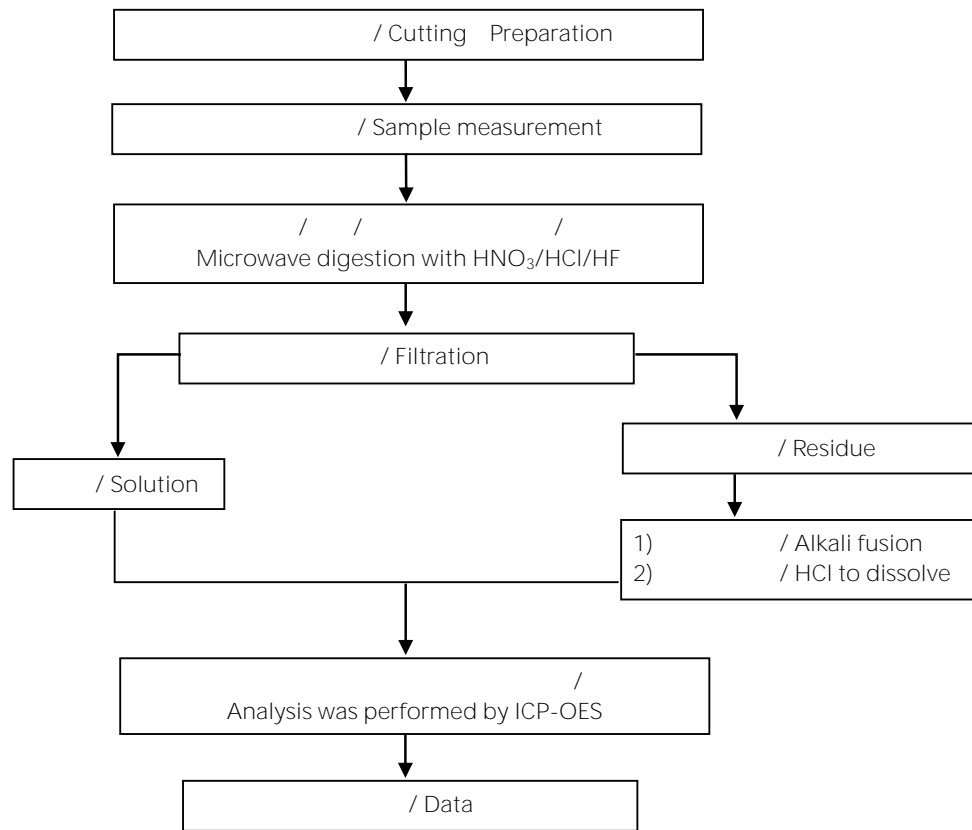 / Cutting Preparation
/ Sample measurement
/ / /
Microwave digestion with HNO₃/HCl/HF
/ Filtration
/ Residue
/ Solution
1) / Alkali fusion
2) / HCl to dissolve
/
Analysis was performed by ICP-OES
/ Data